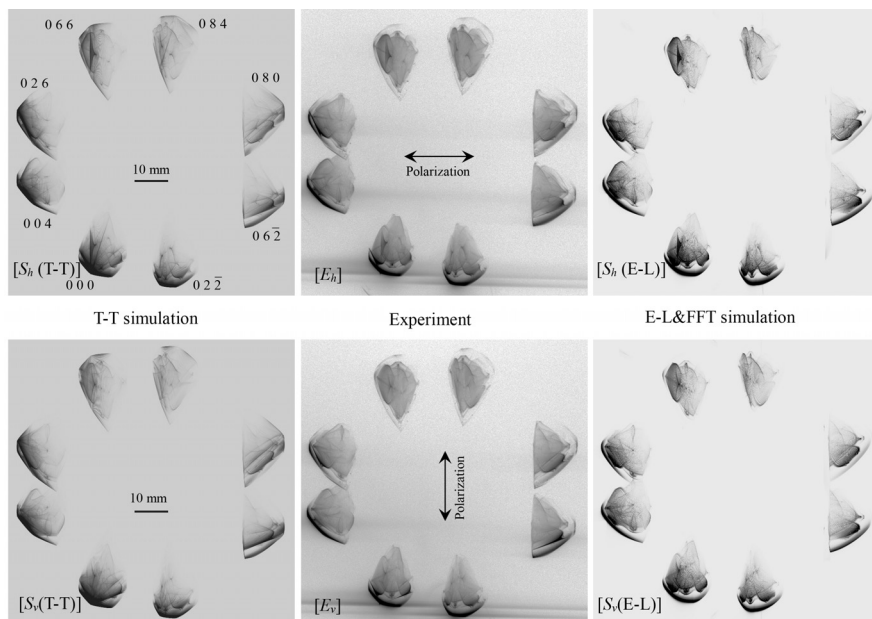 0 6 6
0 8 4
0 2 6
0 8 0
10 mm
Polarization
0 0 4
0 6 2̅
[Sₕ (T-T)]
[Eₕ]
[Sₕ (E-L)]
0 0 0
0 2 2̅
T-T simulation
Experiment
E-L&FFT simulation
10 mm
Polarization
[Sᵥ(T-T)]
[Eᵥ]
[Sᵥ(E-L)]